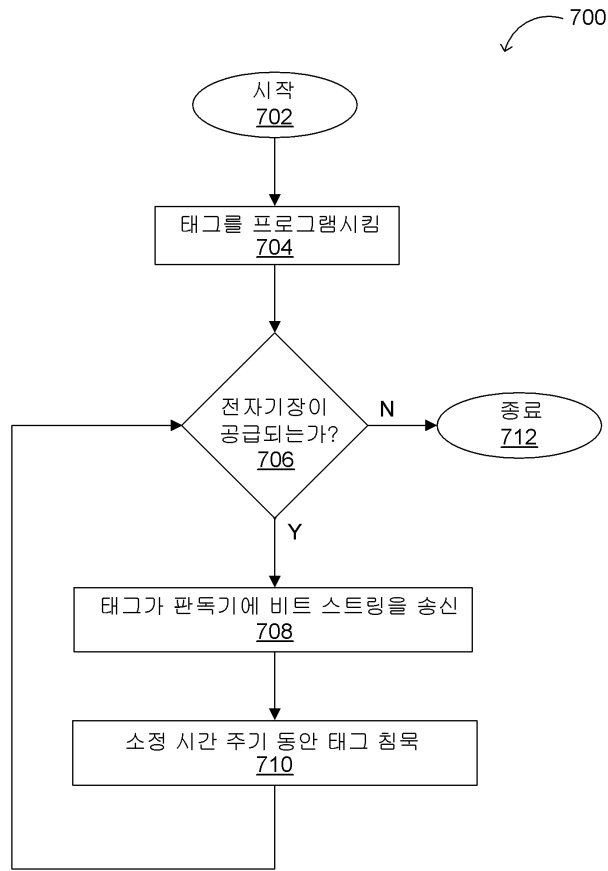 700
시작
702
태그를 프로그램시킴
704
전자기장이
공급되는가?
706
N
종료
712
Y
태그가 판독기에 비트 스트링을 송신
708
소정 시간 주기 동안 태그 침묵
710